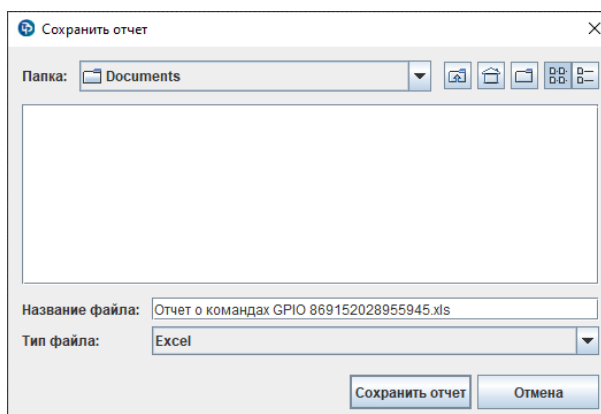 Сохранить отчет
Папка: Documents
Название файла: Отчет о командах GPIO 869152028955945.xls
Тип файла: Excel
Сохранить отчет Отмена